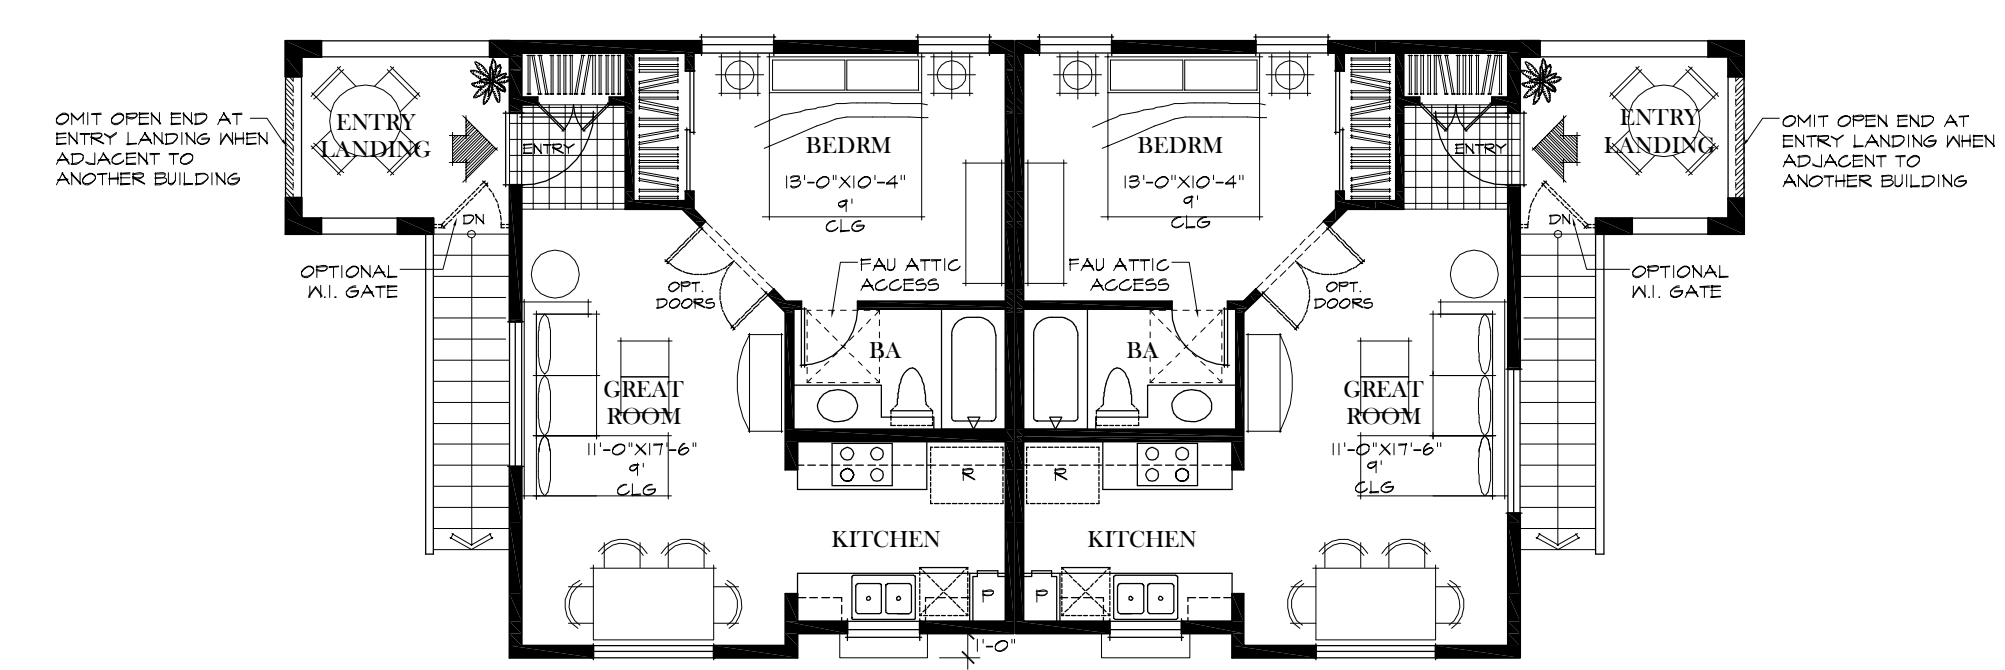 OMIT OPEN END AT
ENTRY LANDING WHEN
ADJACENT TO
ANOTHER BUILDING
ENTRY
LANDING
ENTRY
DN
OPTIONAL
W.I. GATE
BEDRM
13'-0"X10'-4"
9'
CLG
OPT.
DOORS
FAU ATTIC
ACCESS
BA
GREAT
ROOM
11'-0"X17'-6"
9'
CLG
R
KITCHEN
P
1'-0"
BEDRM
13'-0"X10'-4"
9'
CLG
FAU ATTIC
ACCESS
OPT.
DOORS
BA
GREAT
ROOM
11'-0"X17'-6"
9'
CLG
R
KITCHEN
P
ENTRY
ENTRY
LANDING
DN
OMIT OPEN END AT
ENTRY LANDING WHEN
ADJACENT TO
ANOTHER BUILDING
OPTIONAL
W.I. GATE